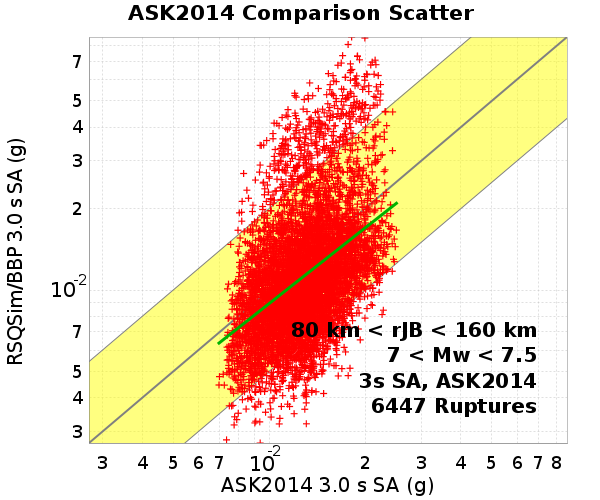 ASK2014 Comparison Scatter
RSQSim/BBP 3.0 s SA (g)
7
5
4
3
2
10-2
7
5
4
3
80 km < rJB < 160 km
7 < Mw < 7.5
3s SA, ASK2014
6447 Ruptures
3 4 5 6 7 10-2 2 3 4 5 6 7 8
ASK2014 3.0 s SA (g)